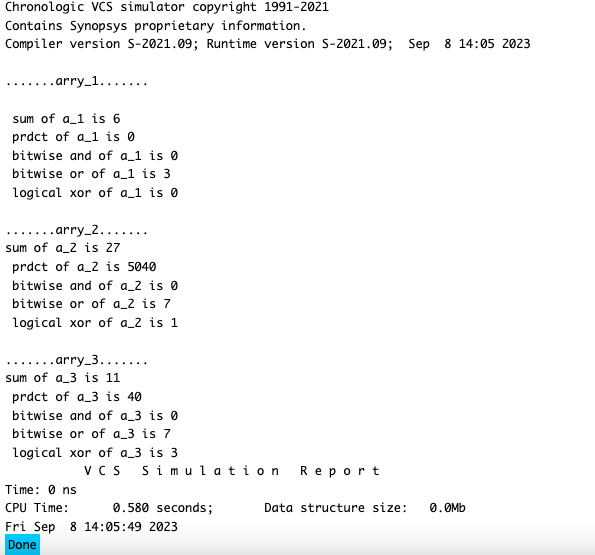 Chronologic VCS simulator copyright 1991-2021
Contains Synopsys proprietary information.
Compiler version S-2021.09; Runtime version S-2021.09;  Sep  8 14:05 2023
.......arry_1.......
sum of a_1 is 6
prdct of a_1 is 0
bitwise and of a_1 is 0
bitwise or of a_1 is 3
logical xor of a_1 is 0
.......arry_2.......
sum of a_2 is 27
prdct of a_2 is 5040
bitwise and of a_2 is 0
bitwise or of a_2 is 7
logical xor of a_2 is 1
.......arry_3.......
sum of a_3 is 11
prdct of a_3 is 40
bitwise and of a_3 is 0
bitwise or of a_3 is 7
logical xor of a_3 is 3
V C S   S i m u l a t i o n   R e p o r t
Time: 0 ns
CPU Time:      0.580 seconds;       Data structure size:   0.0Mb
Fri Sep  8 14:05:49 2023
Done